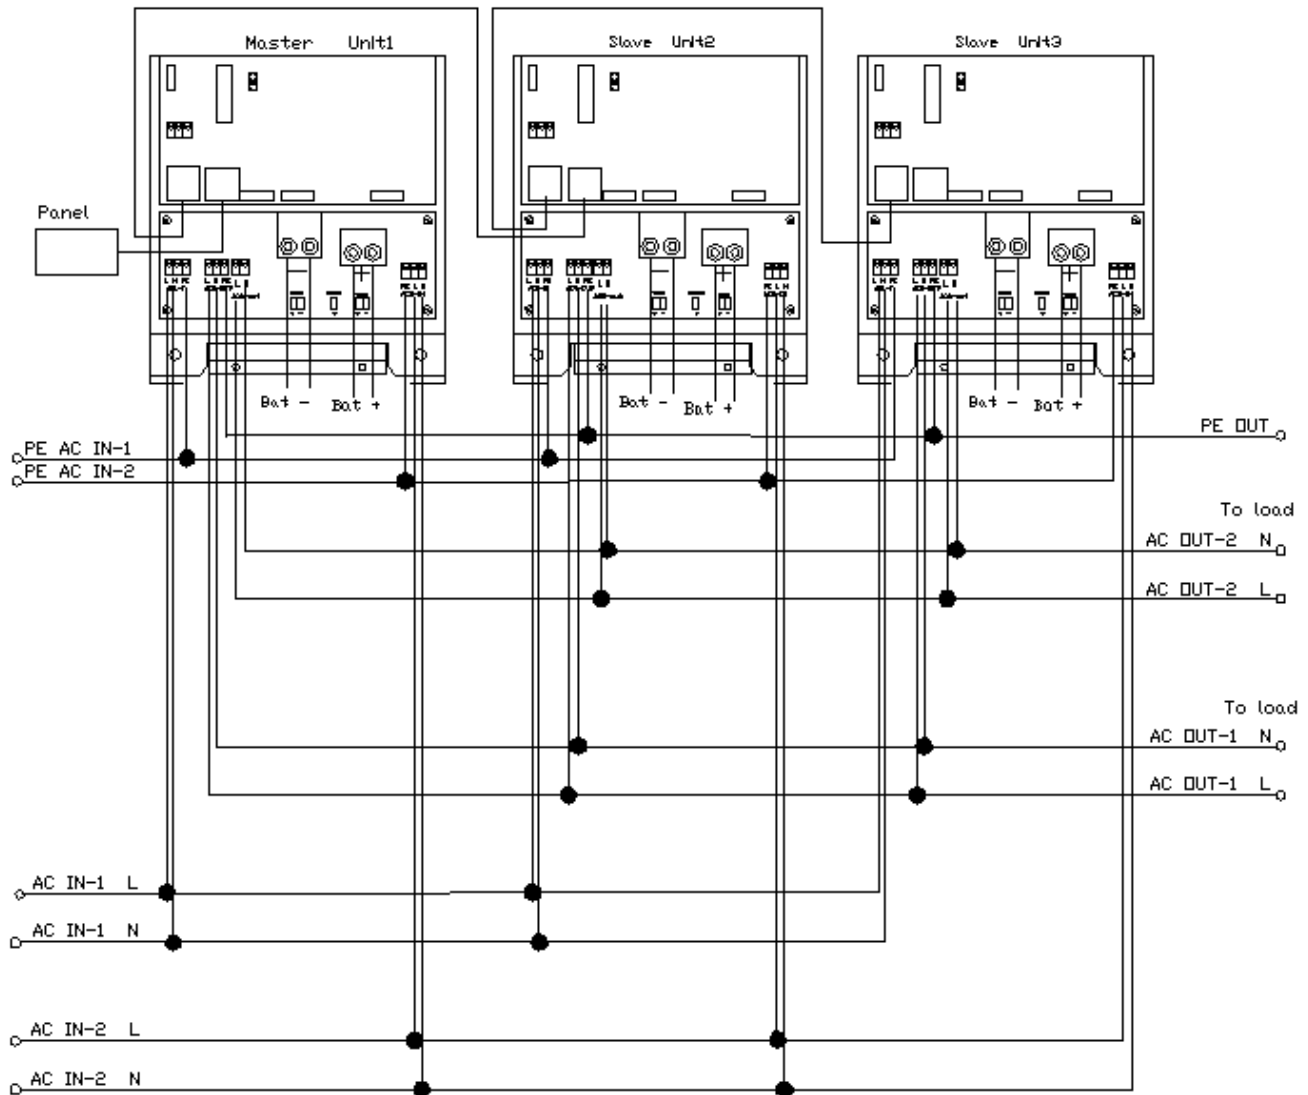 Master Unit1
Slave Unit2
Slave Unit3
Panel
Bat - Bat +
Bat - Bat +
Bat - Bat +
PE OUT
PE AC IN-1
PE AC IN-2
To load
AC OUT-2 N
AC OUT-2 L
To load
AC OUT-1 N
AC OUT-1 L
AC IN-1 L
AC IN-1 N
AC IN-2 L
AC IN-2 N